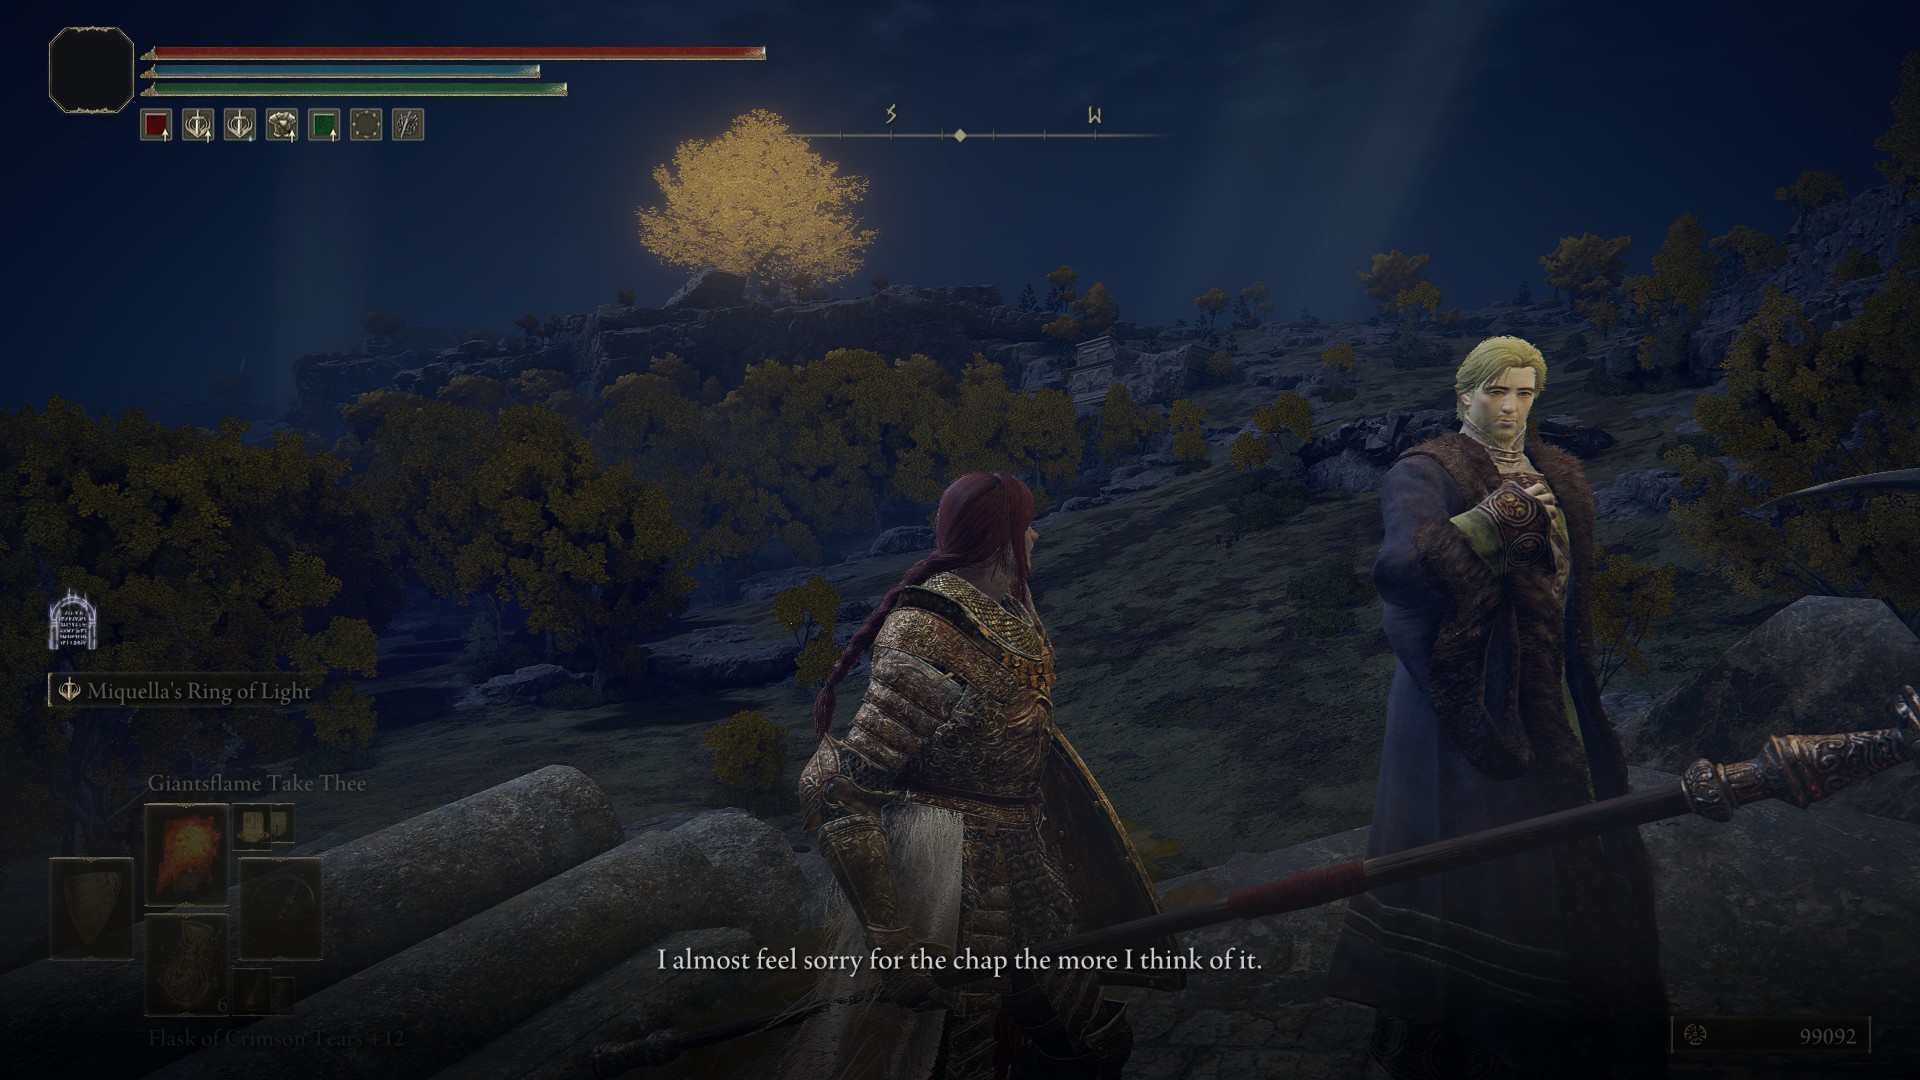 S
W
Miquella's Ring of Light
Giantsflame Take Thee
6
Flask of Crimson Tears +12
I almost feel sorry for the chap the more I think of it.
99092